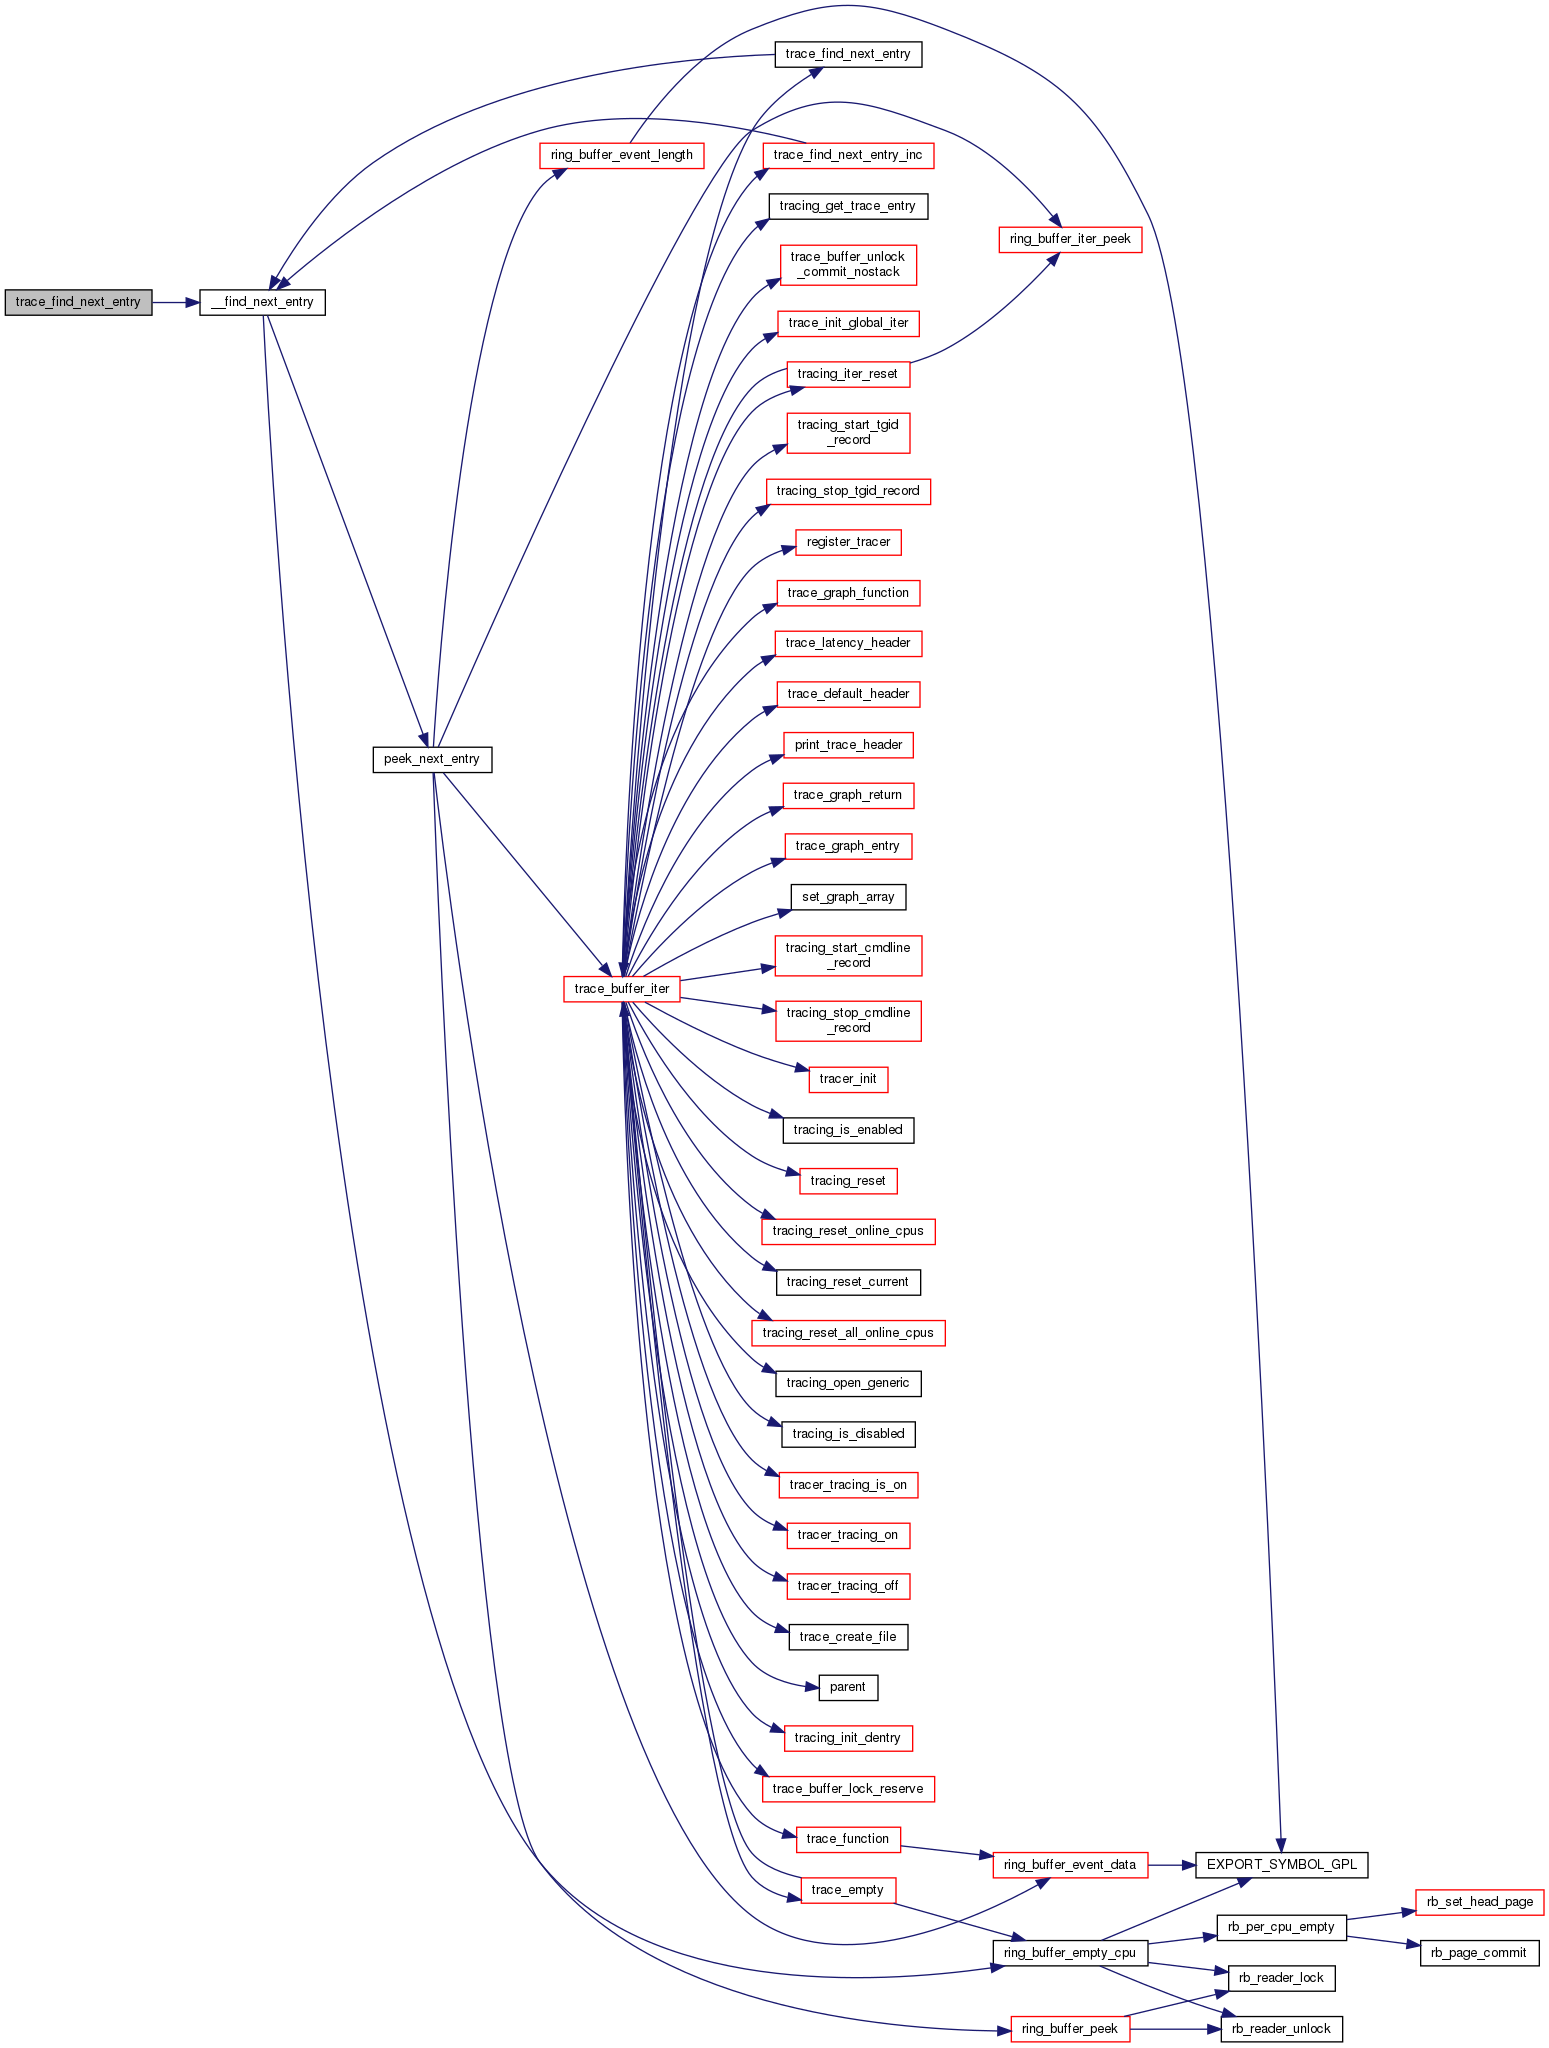 trace_find_next_entry
ring_buffer_event_length
trace_find_next_entry_inc
tracing_get_trace_entry
ring_buffer_iter_peek
trace_buffer_unlock
_commit_nostack
trace_find_next_entry
__find_next_entry
trace_init_global_iter
tracing_iter_reset
tracing_start_tgid
_record
tracing_stop_tgid_record
register_tracer
trace_graph_function
trace_latency_header
trace_default_header
print_trace_header
peek_next_entry
trace_graph_return
trace_graph_entry
set_graph_array
tracing_start_cmdline
_record
trace_buffer_iter
tracing_stop_cmdline
_record
tracer_init
tracing_is_enabled
tracing_reset
tracing_reset_online_cpus
tracing_reset_current
tracing_reset_all_online_cpus
tracing_open_generic
tracing_is_disabled
tracer_tracing_is_on
tracer_tracing_on
tracer_tracing_off
trace_create_file
parent
tracing_init_dentry
trace_buffer_lock_reserve
trace_function
ring_buffer_event_data
EXPORT_SYMBOL_GPL
trace_empty
rb_set_head_page
rb_per_cpu_empty
ring_buffer_empty_cpu
rb_page_commit
rb_reader_lock
ring_buffer_peek
rb_reader_unlock